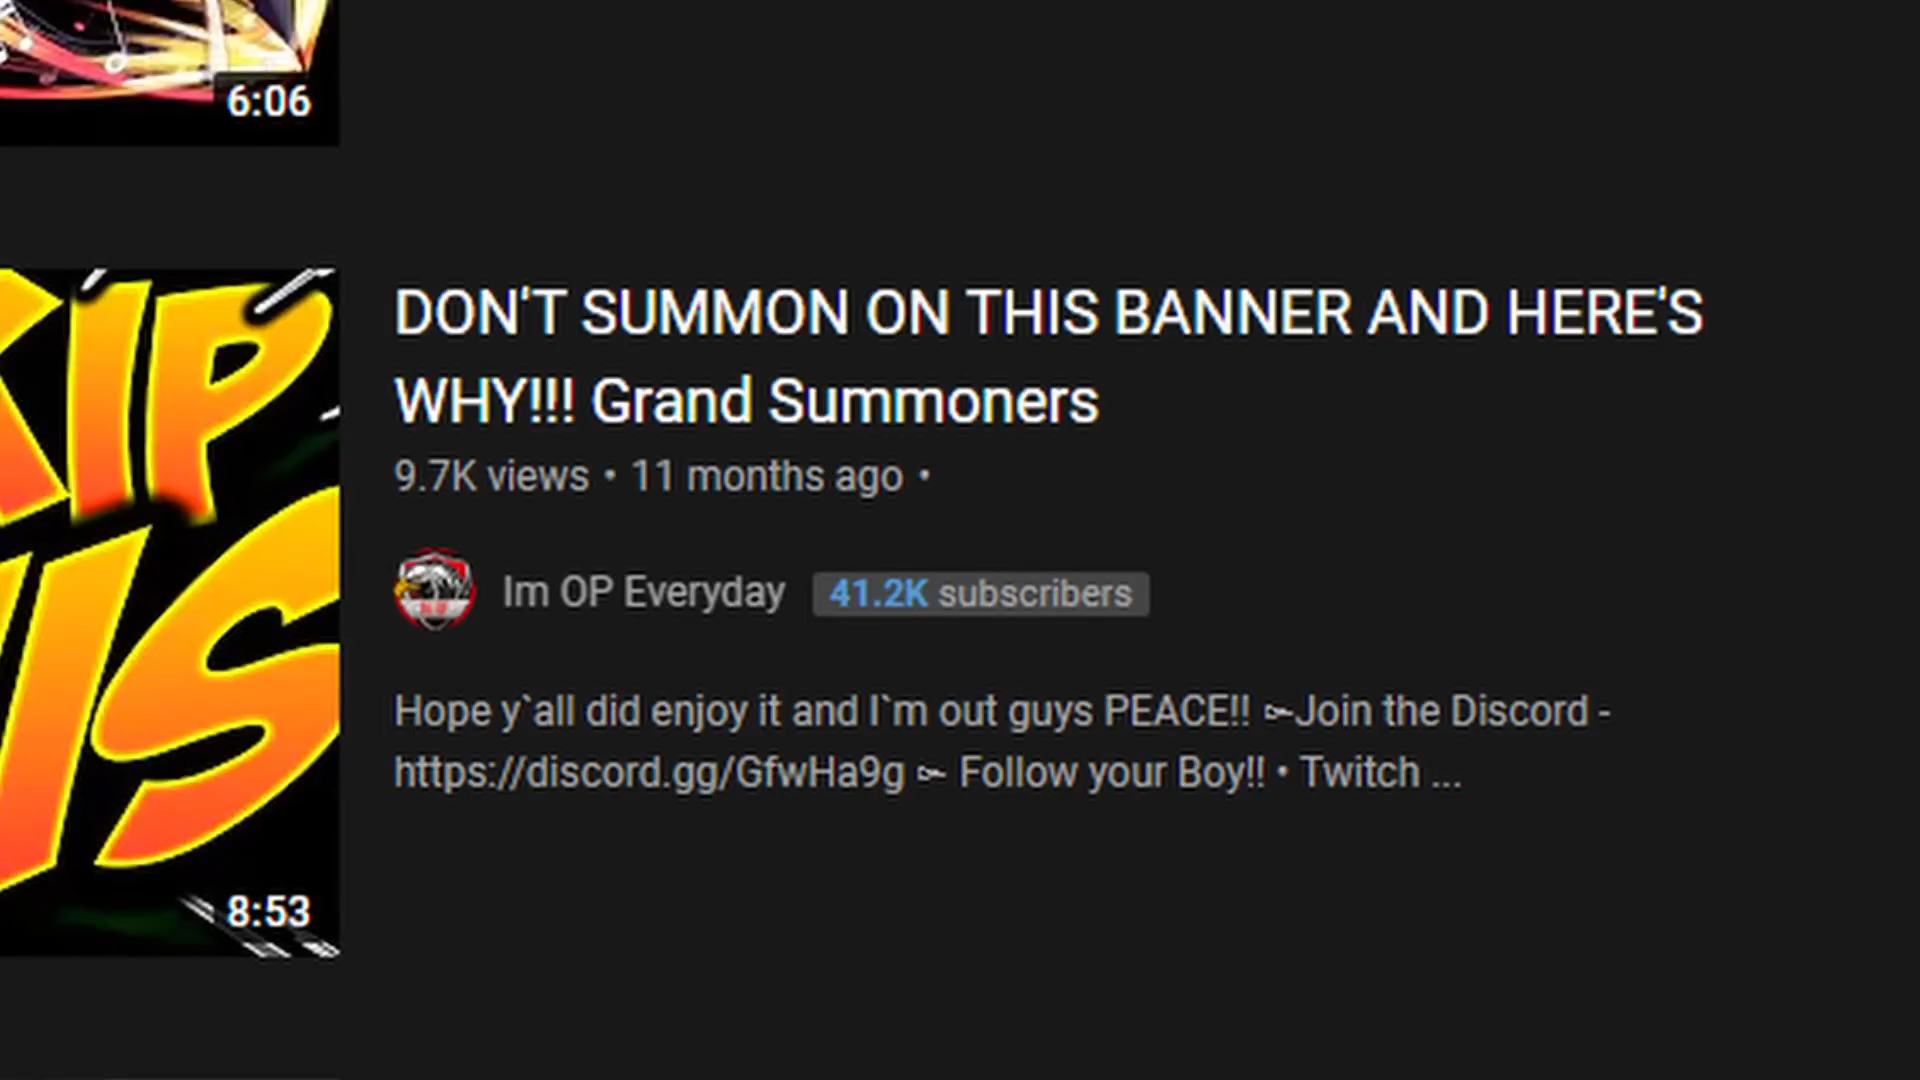 6:06
DON'T SUMMON ON THIS BANNER AND HERE'S
WHY!!! Grand Summoners
9.7K views • 11 months ago •
Im OP Everyday 41.2K subscribers
Hope y`all did enjoy it and I`m out guys PEACE!! ⟜Join the Discord -
https://discord.gg/GfwHa9g ⟜ Follow your Boy!! • Twitch ...
KIP
IS
8:53